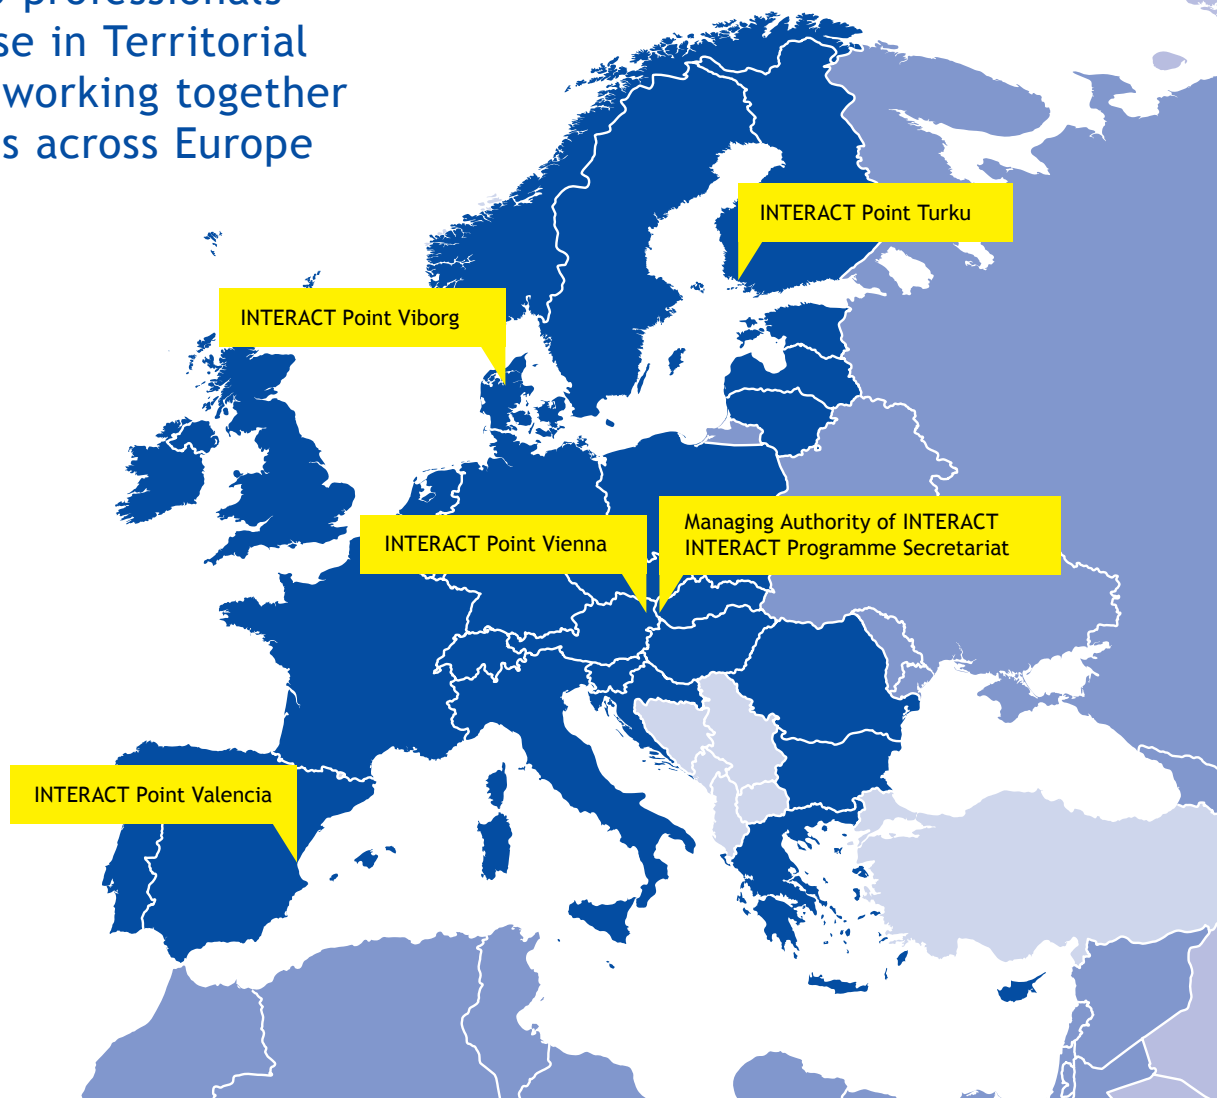 professionals
se in Territorial
working together
s across Europe
INTERACT Point Turku
INTERACT Point Viborg
Managing Authority of INTERACT
INTERACT Programme Secretariat
INTERACT Point Vienna
INTERACT Point Valencia